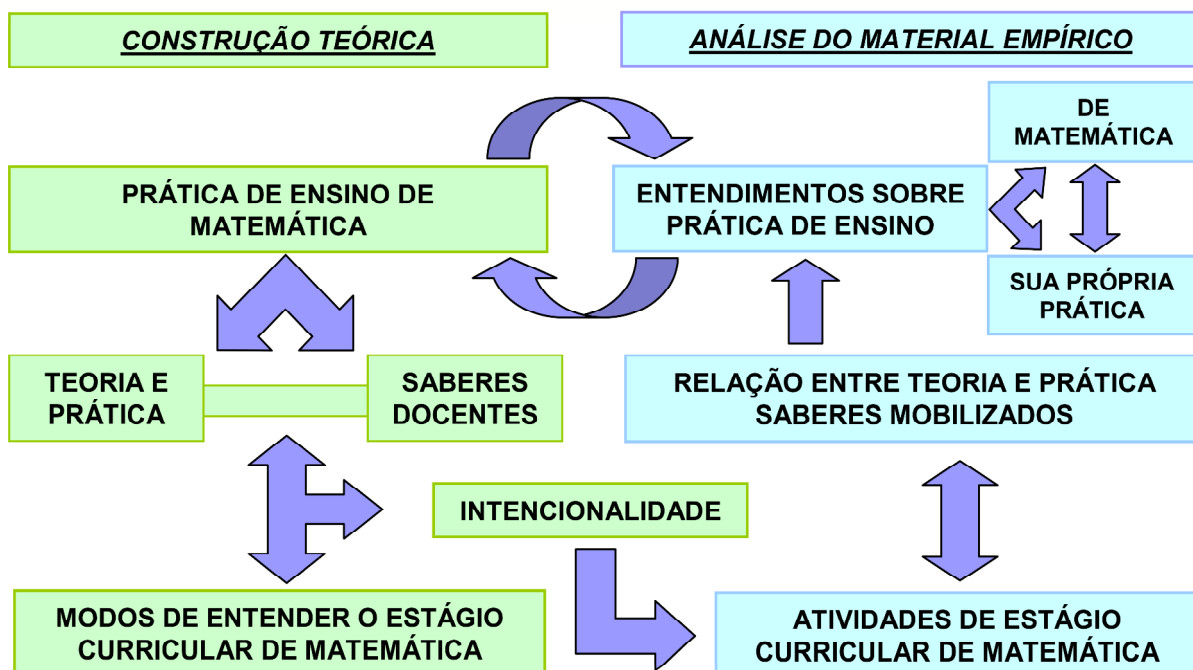 CONSTRUÇÃO TEÓRICA
ANÁLISE DO MATERIAL EMPÍRICO
DE
MATEMÁTICA
PRÁTICA DE ENSINO DE
MATEMÁTICA
ENTENDIMENTOS SOBRE
PRÁTICA DE ENSINO
SUA PRÓPRIA
PRÁTICA
TEORIA E
PRÁTICA
SABERES
DOCENTES
RELAÇÃO ENTRE TEORIA E PRÁTICA
SABERES MOBILIZADOS
INTENCIONALIDADE
MODOS DE ENTENDER O ESTÁGIO
CURRICULAR DE MATEMÁTICA
ATIVIDADES DE ESTÁGIO
CURRICULAR DE MATEMÁTICA